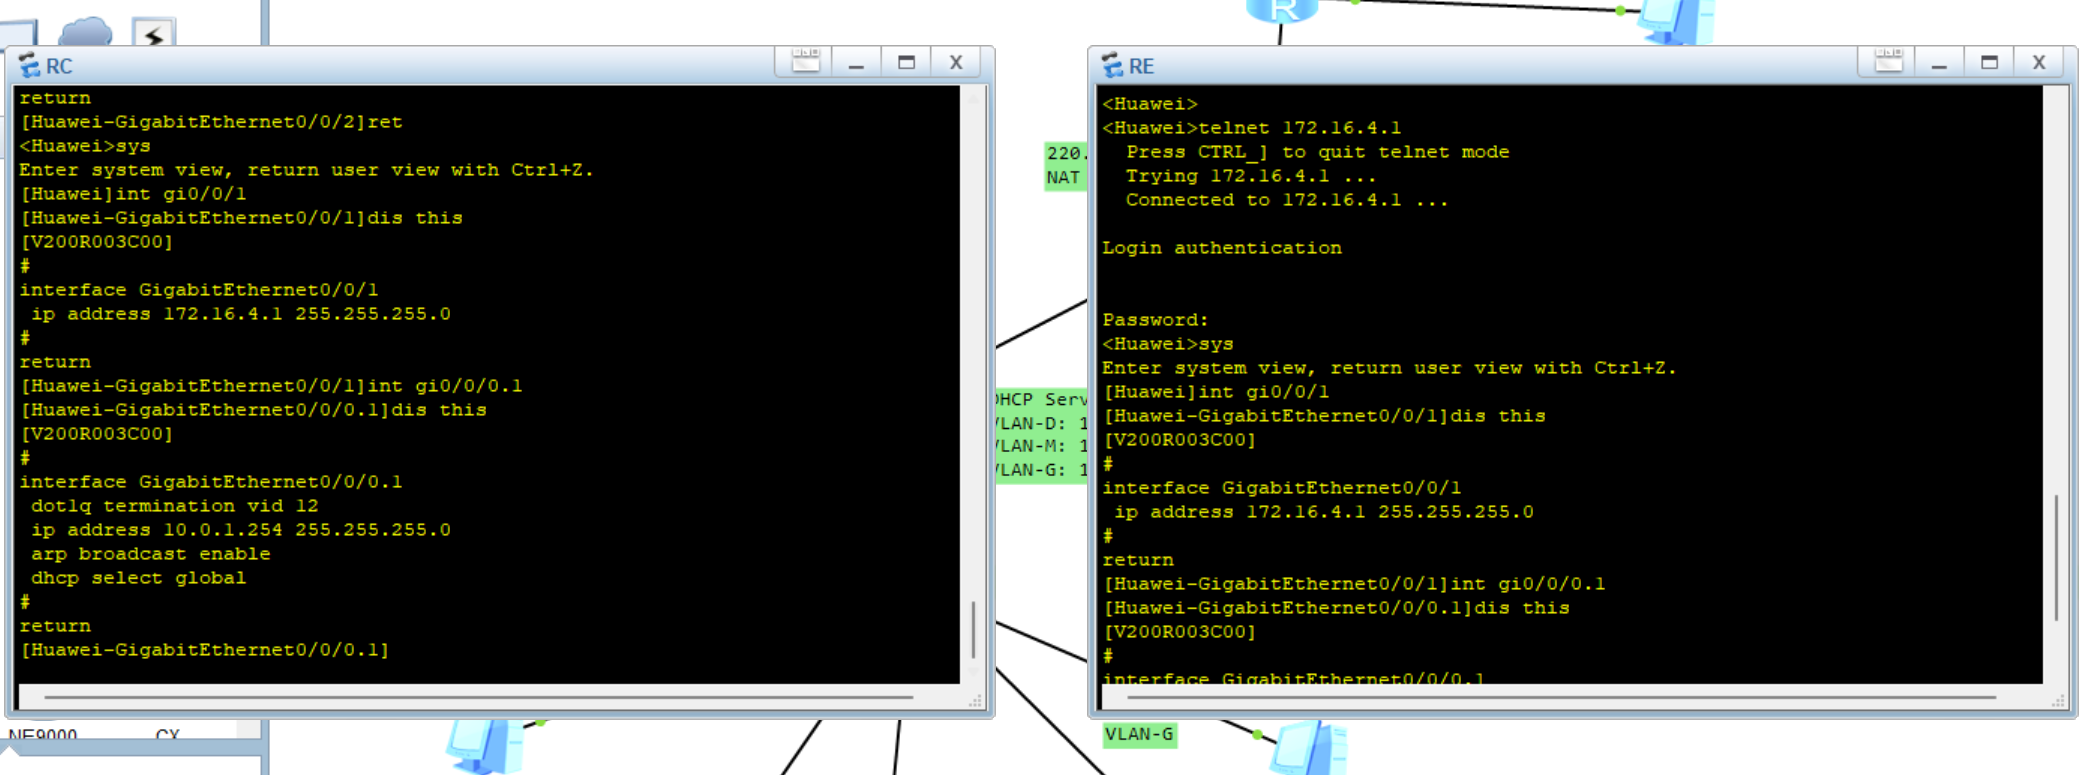 R
RC
return
[Huawei-GigabitEthernet0/0/2]ret
<Huawei>sys
Enter system view, return user view with Ctrl+Z.
[Huawei]int gi0/0/1
[Huawei-GigabitEthernet0/0/1]dis this
[V200R003C00]
#
interface GigabitEthernet0/0/1
 ip address 172.16.4.1 255.255.255.0
#
return
[Huawei-GigabitEthernet0/0/1]int gi0/0/0.1
[Huawei-GigabitEthernet0/0/0.1]dis this
[V200R003C00]
#
interface GigabitEthernet0/0/0.1
 dot1q termination vid 12
 ip address 10.0.1.254 255.255.255.0
 arp broadcast enable
 dhcp select global
#
return
[Huawei-GigabitEthernet0/0/0.1]
220.
NAT
DHCP Serv
VLAN-D: 1
VLAN-M: 1
VLAN-G: 1
RE
<Huawei>
<Huawei>telnet 172.16.4.1
  Press CTRL_] to quit telnet mode
  Trying 172.16.4.1 ...
  Connected to 172.16.4.1 ...
Login authentication
Password:
<Huawei>sys
Enter system view, return user view with Ctrl+Z.
[Huawei]int gi0/0/1
[Huawei-GigabitEthernet0/0/1]dis this
[V200R003C00]
#
interface GigabitEthernet0/0/1
 ip address 172.16.4.1 255.255.255.0
#
return
[Huawei-GigabitEthernet0/0/1]int gi0/0/0.1
[Huawei-GigabitEthernet0/0/0.1]dis this
[V200R003C00]
#
interface GigabitEthernet0/0/0.1
NE9000
CX
VLAN-G